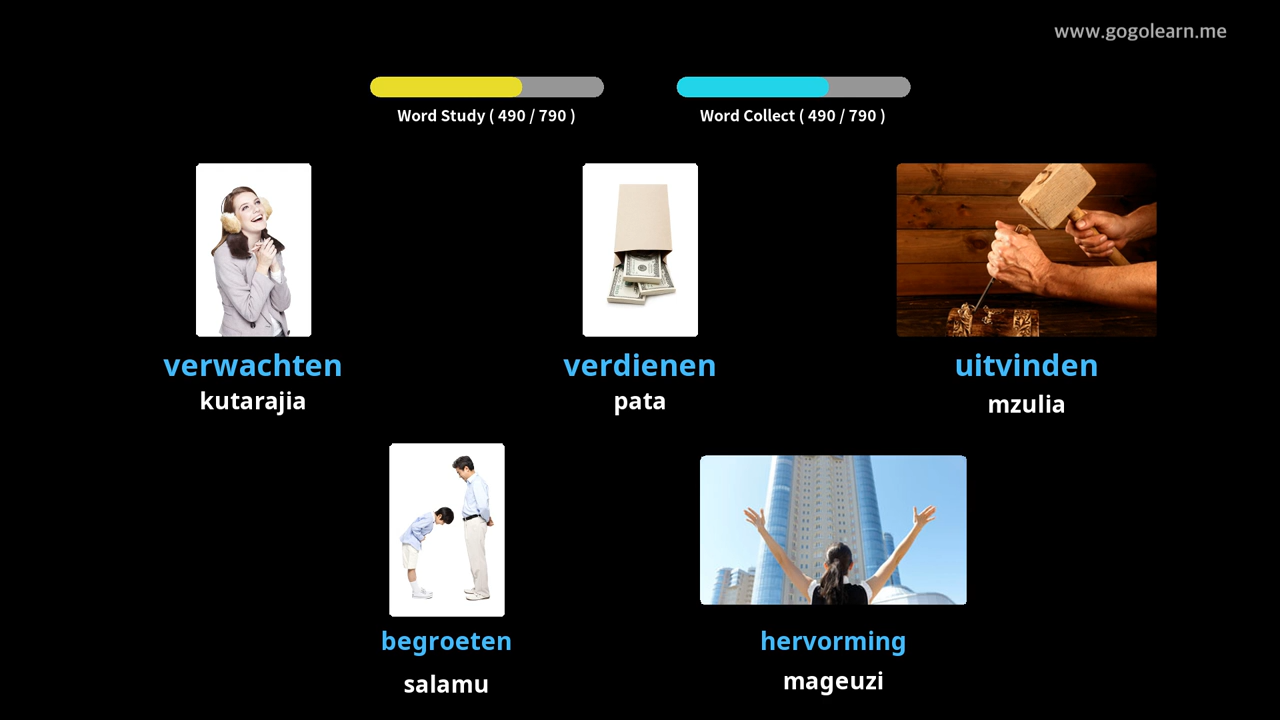 www.gogolearn.me
Word Study ( 490 / 790 )
Word Collect ( 490 / 790 )
verwachten
kutarajia
verdienen
pata
uitvinden
mzulia
begroeten
salamu
hervorming
mageuzi